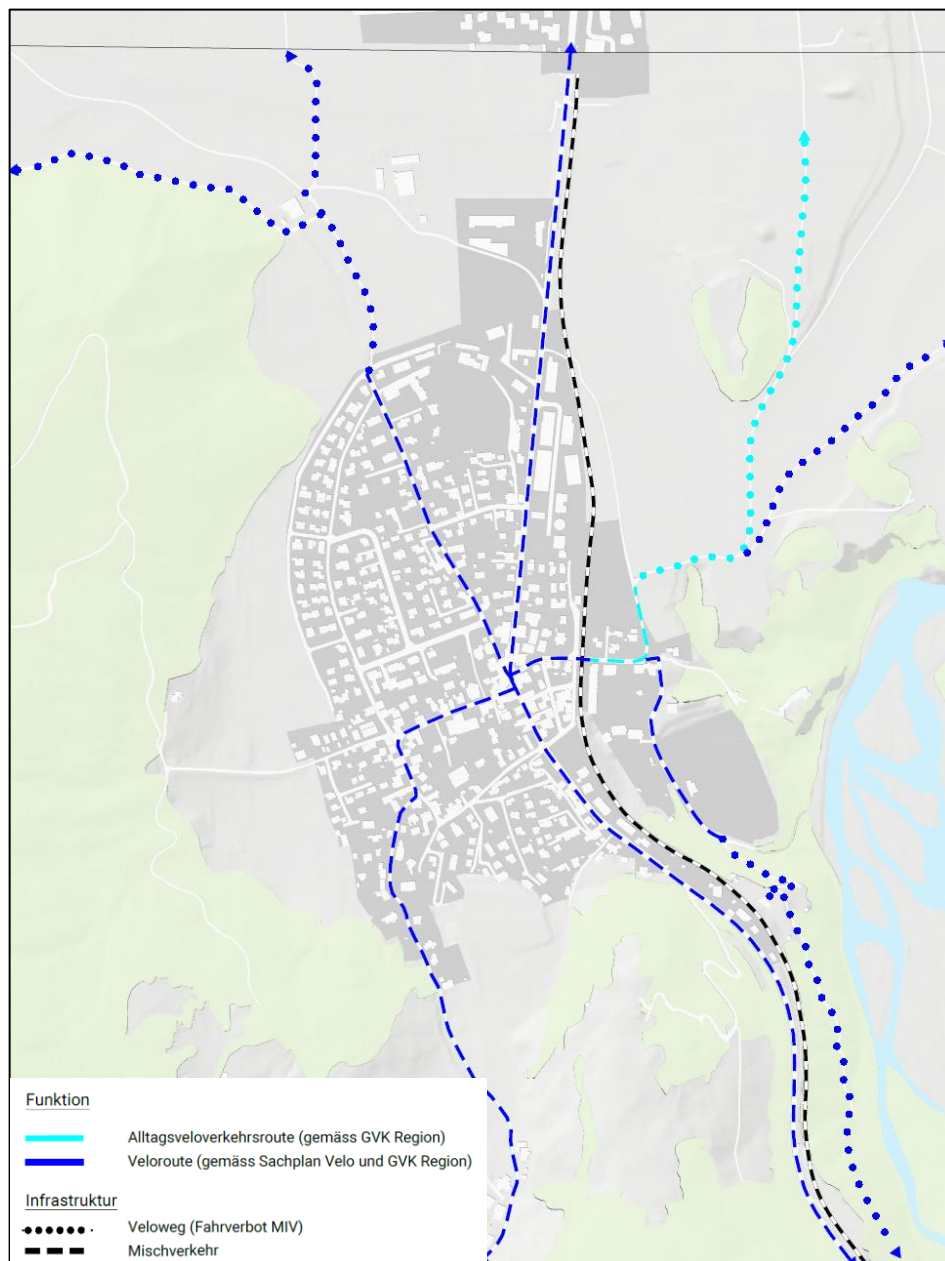 Funktion
Alltagsveloverkehrsroute (gemäss GVK Region)
Veloroute (gemäss Sachplan Velo und GVK Region)
Infrastruktur
Veloweg (Fahrverbot MIV)
Mischverkehr